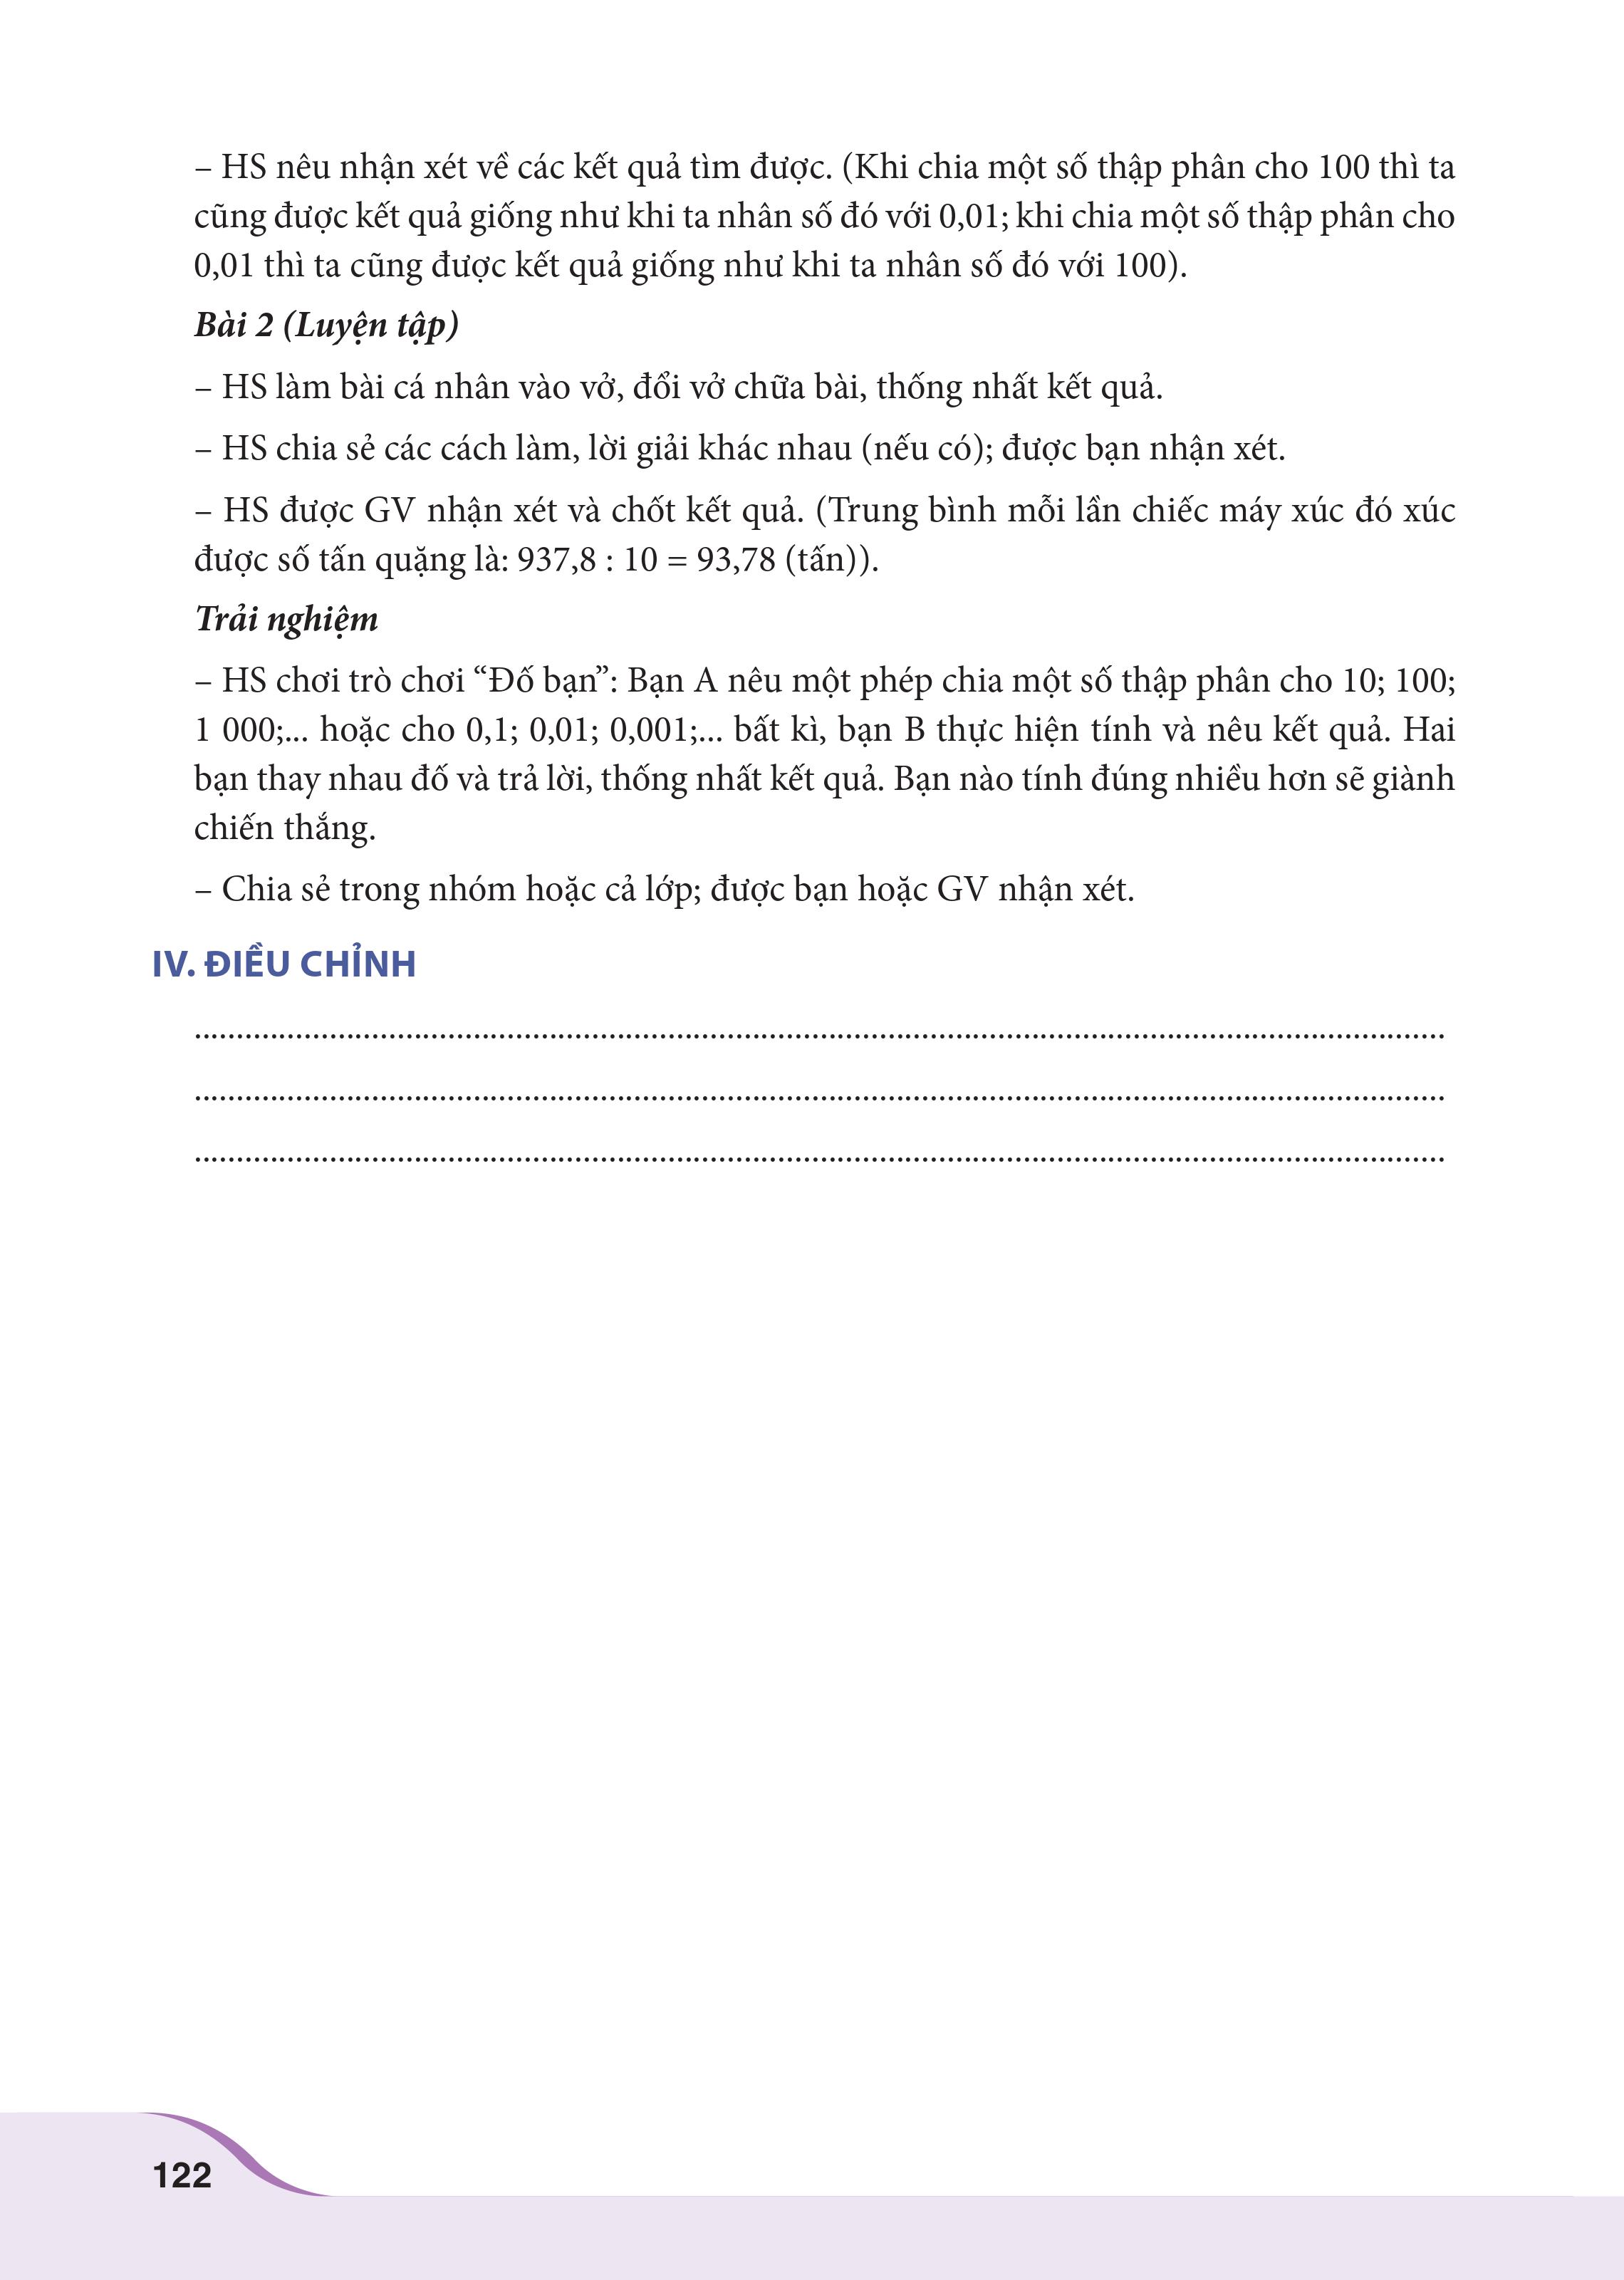 – HS nêu nhận xét về các kết quả tìm được. (Khi chia một số thập phân cho 100 thì ta
cũng được kết quả giống như khi ta nhân số đó với 0,01; khi chia một số thập phân cho
0,01 thì ta cũng được kết quả giống như khi ta nhân số đó với 100).
Bài 2 (Luyện tập)
– HS làm bài cá nhân vào vở, đổi vở chữa bài, thống nhất kết quả.
– HS chia sẻ các cách làm, lời giải khác nhau (nếu có); được bạn nhận xét.
– HS được GV nhận xét và chốt kết quả. (Trung bình mỗi lần chiếc máy xúc đó xúc
được số tấn quặng là: 937,8 : 10 = 93,78 (tấn)).
Trải nghiệm
– HS chơi trò chơi “Đố bạn”: Bạn A nêu một phép chia một số thập phân cho 10; 100;
1 000;... hoặc cho 0,1; 0,01; 0,001;... bất kì, bạn B thực hiện tính và nêu kết quả. Hai
bạn thay nhau đố và trả lời, thống nhất kết quả. Bạn nào tính đúng nhiều hơn sẽ giành
chiến thắng.
– Chia sẻ trong nhóm hoặc cả lớp; được bạn hoặc GV nhận xét.
IV. ĐIỀU CHỈNH
122